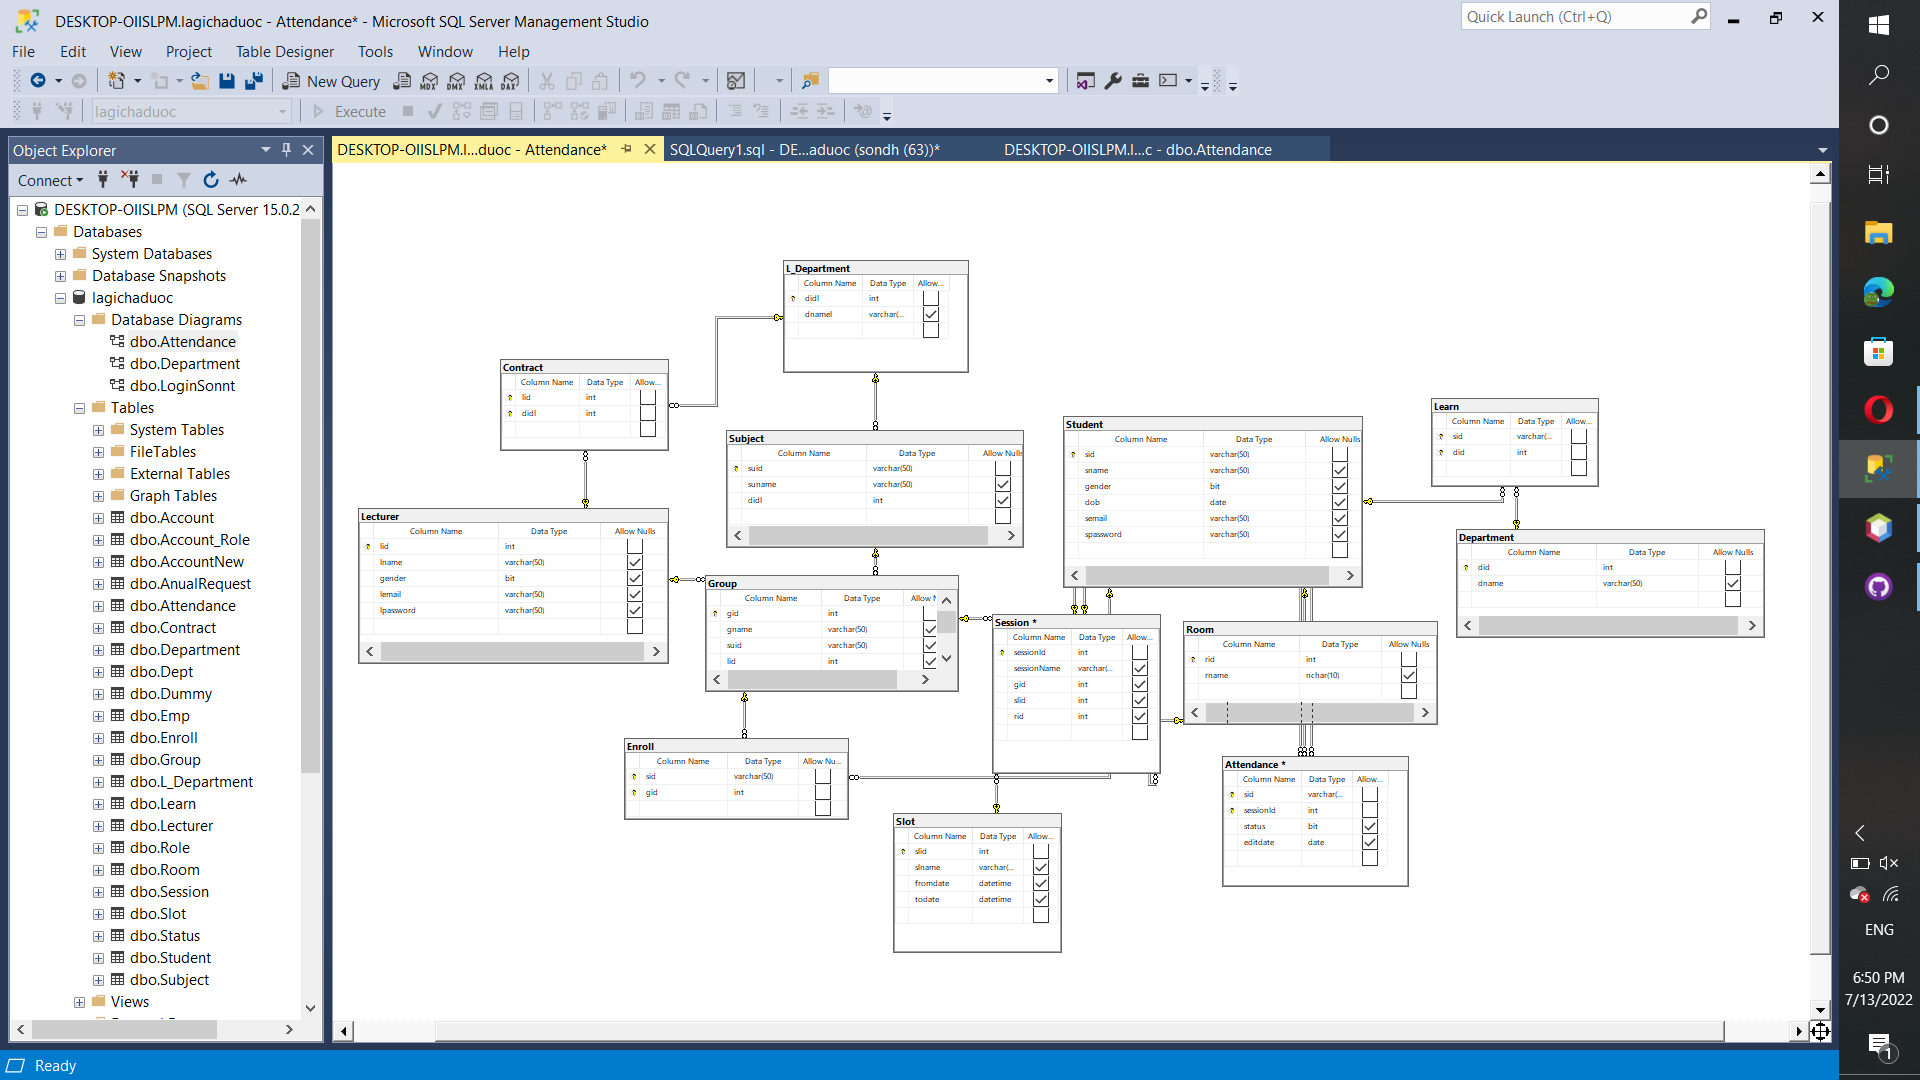 DESKTOP-OIISLPM.lagichaduoc - Attendance* - Microsoft SQL Server Management Studio
Quick Launch (Ctrl+Q)
File Edit View Project Table Designer Tools Window Help
New Query
MDX DMX XMLA DAX
lagichaduoc
Execute
Object Explorer
DESKTOP-OIISLPM.l...duoc - Attendance*
SQLQuery1.sql - DE...aduoc (sondh (63))*
DESKTOP-OIISLPM.l...c - dbo.Attendance
Connect
DESKTOP-OIISLPM (SQL Server 15.0.2
Databases
System Databases
Database Snapshots
lagichaduoc
Database Diagrams
dbo.Attendance
dbo.Department
dbo.LoginSonnt
Tables
System Tables
FileTables
External Tables
Graph Tables
dbo.Account
dbo.Account_Role
dbo.AccountNew
dbo.AnualRequest
dbo.Attendance
dbo.Contract
dbo.Department
dbo.Dept
dbo.Dummy
dbo.Emp
dbo.Enroll
dbo.Group
dbo.L_Department
dbo.Learn
dbo.Lecturer
dbo.Role
dbo.Room
dbo.Session
dbo.Slot
dbo.Status
dbo.Student
dbo.Subject
Views
L_Department
Column Name Data Type Allow...
didl int
dnamel varchar(...
Contract
Column Name Data Type Allow...
lid int
didl int
Subject
Column Name Data Type Allow Nulls
suid varchar(50)
suname varchar(50)
didl int
Student
Column Name Data Type Allow Nulls
sid varchar(50)
sname varchar(50)
gender bit
dob date
semail varchar(50)
spassword varchar(50)
Learn
Column Name Data Type Allow...
sid varchar(...
did int
Lecturer
Column Name Data Type Allow Nulls
lid int
lname varchar(50)
gender bit
lemail varchar(50)
lpassword varchar(50)
Department
Column Name Data Type Allow Nulls
did int
dname varchar(50)
Group
Column Name Data Type Allow N
gid int
gname varchar(50)
suid varchar(50)
lid int
Session *
Column Name Data Type Allow...
sessionId int
sessionName varchar(...
gid int
slid int
rid int
Room
Column Name Data Type Allow Nulls
rid int
rname nchar(10)
Enroll
Column Name Data Type Allow Nu...
sid varchar(50)
gid int
Attendance *
Column Name Data Type Allow...
sid varchar(...
sessionId int
status bit
editdate date
Slot
Column Name Data Type Allow...
slid int
slname varchar(...
fromdate datetime
todate datetime
Ready
ENG
6:50 PM
7/13/2022
1